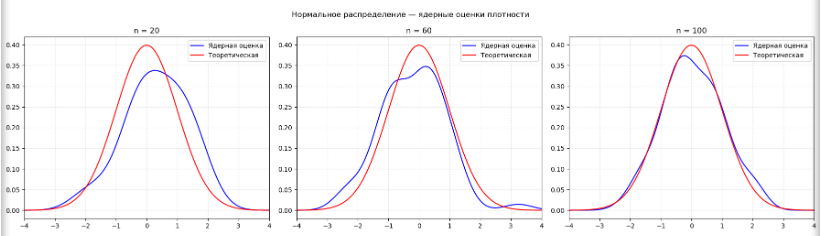 Нормальное распределение — ядерные оценки плотности
n = 20
n = 60
n = 100
0.40
0.35
0.30
0.25
0.20
0.15
0.10
0.05
0.00
−4 −3 −2 −1 0 1 2 3 4
Ядерная оценка
Теоретическая
0.40
0.35
0.30
0.25
0.20
0.15
0.10
0.05
0.00
−4 −3 −2 −1 0 1 2 3 4
Ядерная оценка
Теоретическая
0.40
0.35
0.30
0.25
0.20
0.15
0.10
0.05
0.00
−4 −3 −2 −1 0 1 2 3 4
Ядерная оценка
Теоретическая